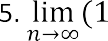 5. lim n→∞ (1